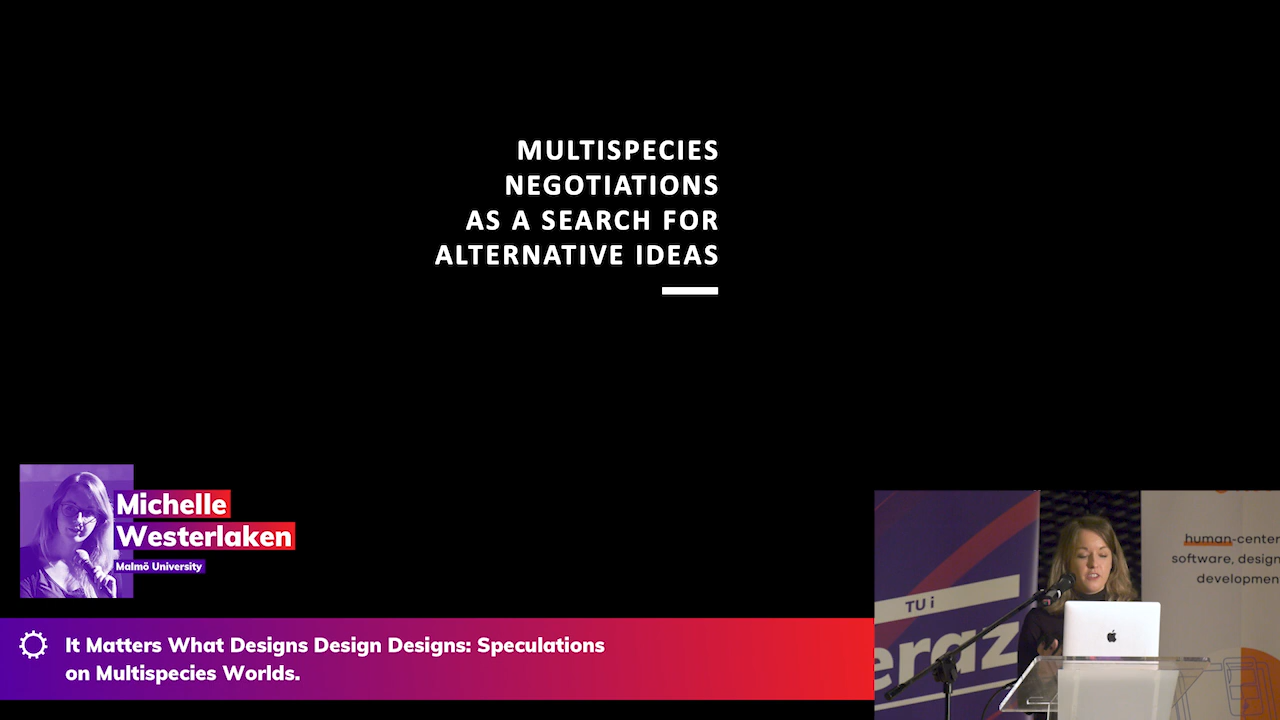 MULTISPECIES
NEGOTIATIONS
AS A SEARCH FOR
ALTERNATIVE IDEAS
Michelle
Westerlaken
Malmö University
It Matters What Designs Design Designs: Speculations
on Multispecies Worlds.
TU i
eraz
human-center
software, design
developmen